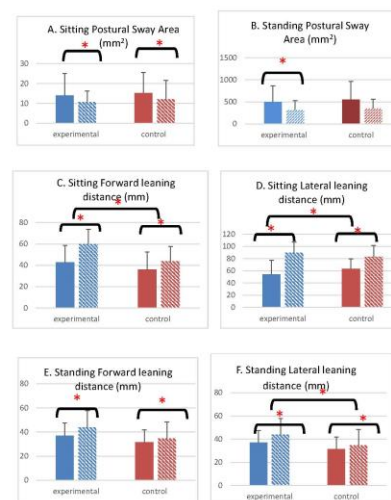 A. Sitting Postural Sway Area
(mm²)
*
*
30
20
10
0
experimental
control
B. Standing Postural Sway
Area (mm²)
*
1500
1000
500
0
experimental
control
C. Sitting Forward leaning
distance (mm)
*
*
*
80
60
40
20
0
experimental
control
D. Sitting Lateral leaning
distance (mm)
*
*
*
120
100
80
60
40
20
0
experimental
control
E. Standing Forward leaning
distance (mm)
*
*
80
60
40
20
0
experimental
control
F. Standing Lateral leaning
distance (mm)
*
*
*
80
60
40
20
0
experimental
control